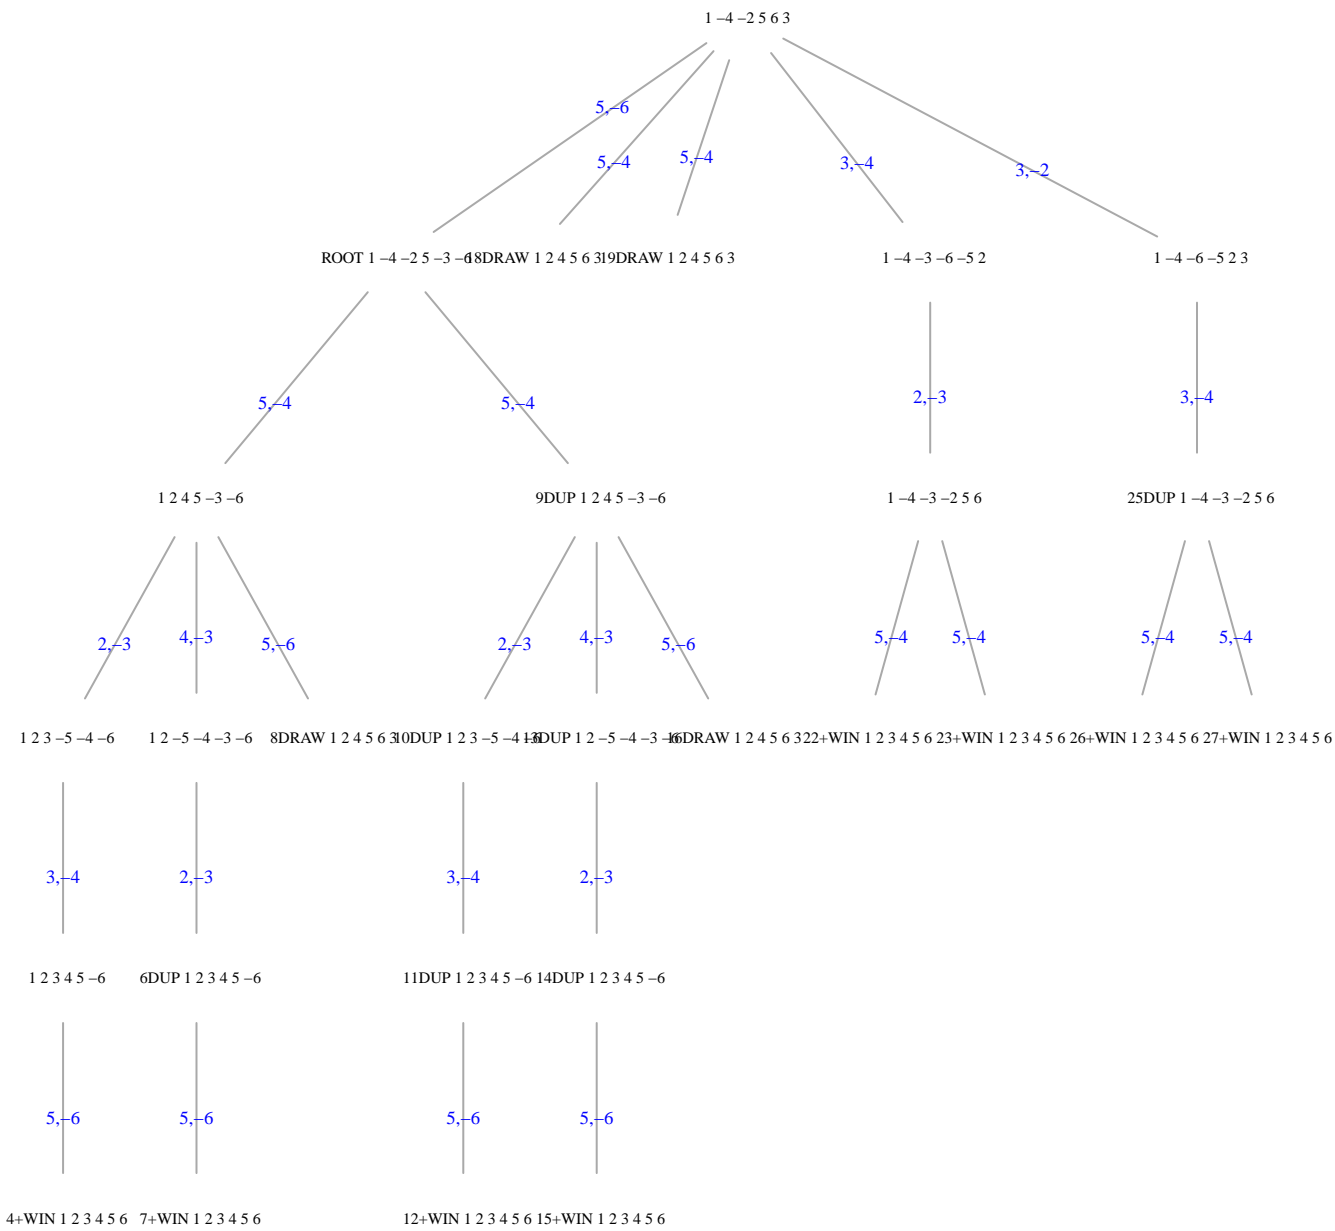 1 −4 −2 5 6 3
5,−6
5,−4
5,−4
3,−4
3,−2
ROOT 1 −4 −2 5 −3 −6
18DRAW 1 2 4 5 6 3
19DRAW 1 2 4 5 6 3
1 −4 −3 −6 −5 2
1 −4 −6 −5 2 3
5,−4
5,−4
2,−3
3,−4
1 2 4 5 −3 −6
9DUP 1 2 4 5 −3 −6
1 −4 −3 −2 5 6
25DUP 1 −4 −3 −2 5 6
2,−3
4,−3
5,−6
2,−3
4,−3
5,−6
5,−4
5,−4
5,−4
5,−4
1 2 3 −5 −4 −6
1 2 −5 −4 −3 −6
8DRAW 1 2 4 5 6 3
10DUP 1 2 3 −5 −4 −6
13DUP 1 2 −5 −4 −3 −6
16DRAW 1 2 4 5 6 3
22+WIN 1 2 3 4 5 6
23+WIN 1 2 3 4 5 6
26+WIN 1 2 3 4 5 6
27+WIN 1 2 3 4 5 6
3,−4
2,−3
3,−4
2,−3
1 2 3 4 5 −6
6DUP 1 2 3 4 5 −6
11DUP 1 2 3 4 5 −6
14DUP 1 2 3 4 5 −6
5,−6
5,−6
5,−6
5,−6
4+WIN 1 2 3 4 5 6
7+WIN 1 2 3 4 5 6
12+WIN 1 2 3 4 5 6
15+WIN 1 2 3 4 5 6